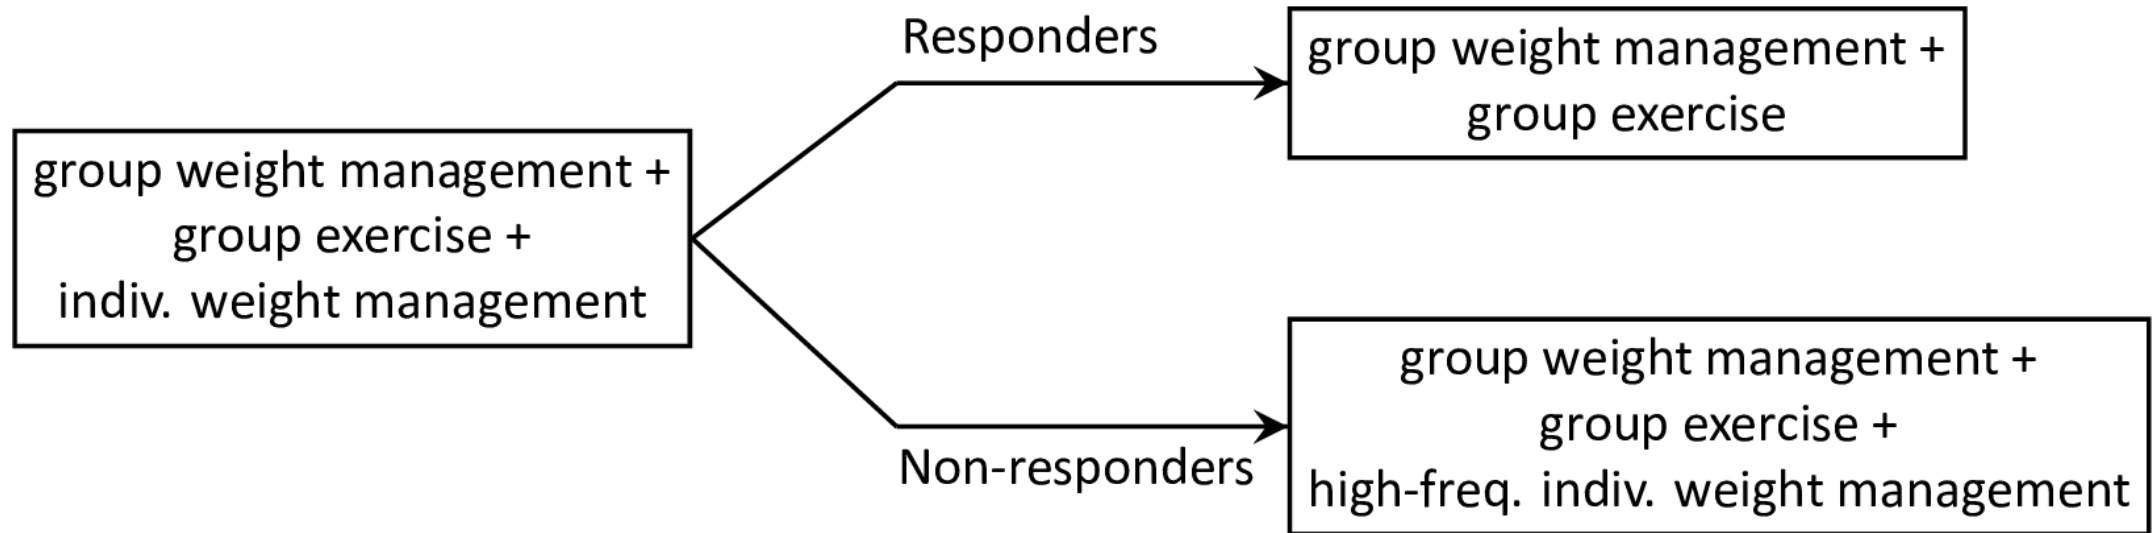 group weight management +
group exercise +
indiv. weight management
Responders
group weight management +
group exercise
Non-responders
group weight management +
group exercise +
high-freq. indiv. weight management